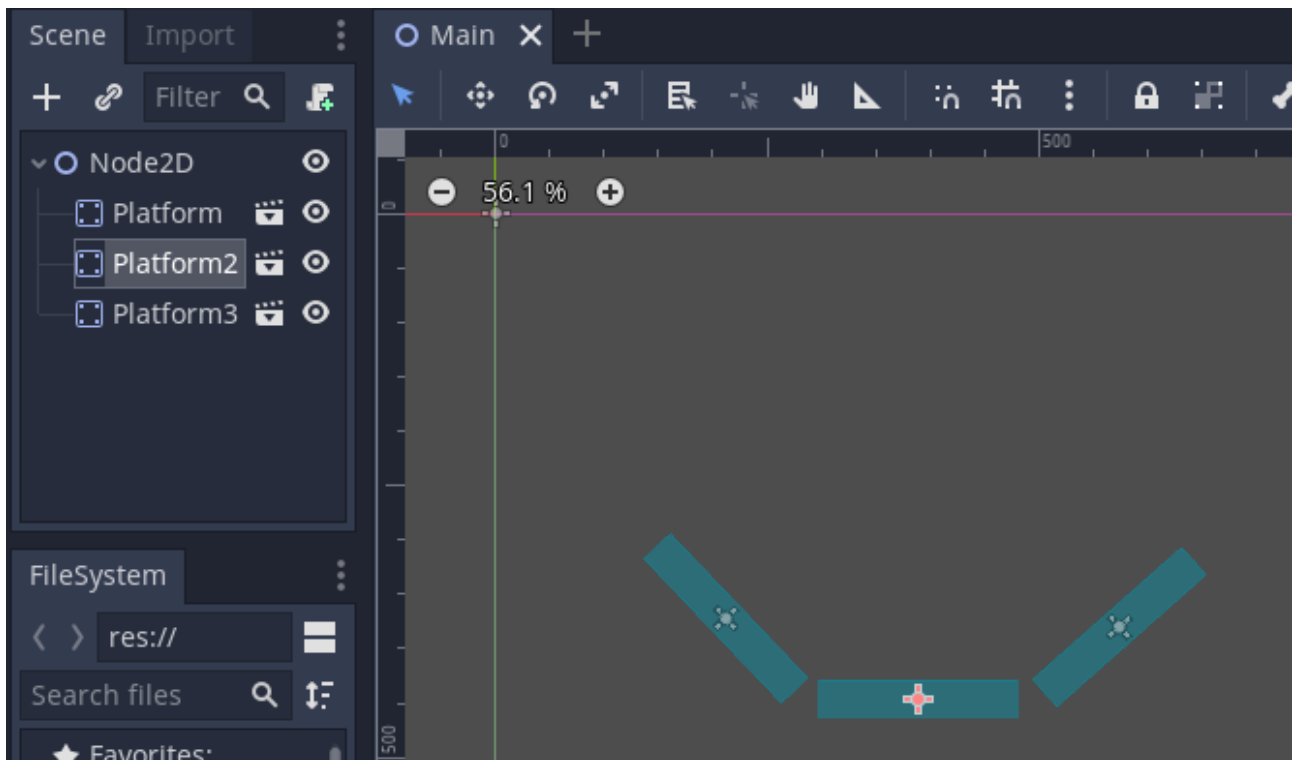 Scene Import
Main
Filter
0
500
Node2D
56.1 %
0
Platform
Platform2
Platform3
FileSystem
res://
Search files
500
Favorites: